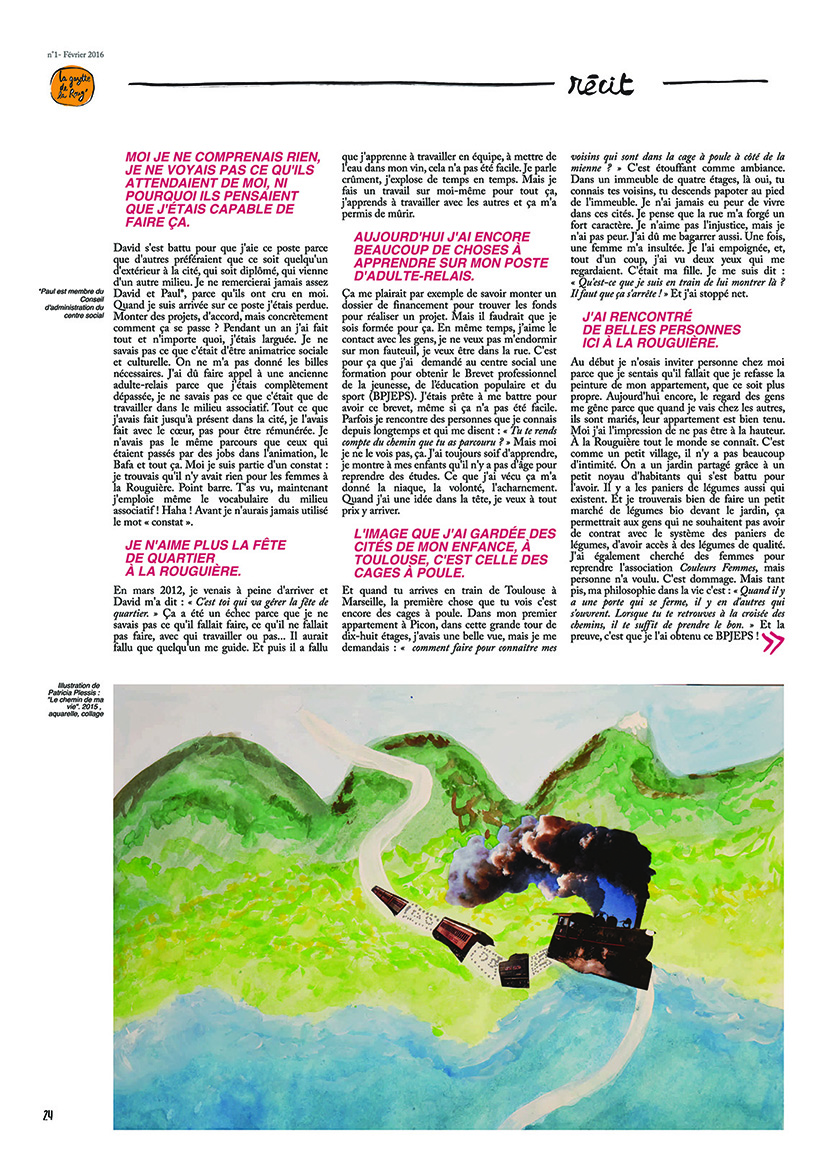 n°1- Février 2016
la gazette
de
la Roug'
récit
MOI JE NE COMPRENAIS RIEN,
JE NE VOYAIS PAS CE QU'ILS
ATTENDAIENT DE MOI, NI
POURQUOI ILS PENSAIENT
QUE J'ÉTAIS CAPABLE DE
FAIRE ÇA.
David s'est battu pour que j'aie ce poste parce
que d'autres préféraient que ce soit quelqu'un
d'extérieur à la cité, qui soit diplômé, qui vienne
d'un autre milieu. Je ne remercierai jamais assez
David et Paul*, parce qu'ils ont cru en moi.
Quand je suis arrivée sur ce poste j'étais perdue.
Monter des projets, d'accord, mais concrètement
comment ça se passe ? Pendant un an j'ai fait
tout et n'importe quoi, j'étais larguée. Je ne
savais pas ce que c'était d'être animatrice sociale
et culturelle. On ne m'a pas donné les billes
nécessaires. J'ai dû faire appel à une ancienne
adulte-relais parce que j'étais complètement
dépassée, je ne savais pas ce que c'était que de
travailler dans le milieu associatif. Tout ce que
j'avais fait jusqu'à présent dans la cité, je l'avais
fait avec le cœur, pas pour être rémunérée. Je
n'avais pas le même parcours que ceux qui
étaient passés par des jobs dans l'animation, le
Bafa et tout ça. Moi je suis partie d'un constat :
je trouvais qu'il n'y avait rien pour les femmes à
la Rouguière. Point barre. T'as vu, maintenant
j'emploie même le vocabulaire du milieu
associatif ! Haha ! Avant je n'aurais jamais utilisé
le mot « constat ».
*Paul est membre du
Conseil
d'administration du
centre social
JE N'AIME PLUS LA FÊTE
DE QUARTIER
À LA ROUGUIÈRE.
En mars 2012, je venais à peine d'arriver et
David m'a dit : « C'est toi qui va gérer la fête de
quartier. » Ça a été un échec parce que je ne
savais pas ce qu'il fallait faire, ce qu'il ne fallait
pas faire, avec qui travailler ou pas... Il aurait
fallu que quelqu'un me guide. Et puis il a fallu
que j'apprenne à travailler en équipe, à mettre de
l'eau dans mon vin, cela n'a pas été facile. Je parle
crûment, j'explose de temps en temps. Mais je
fais un travail sur moi-même pour tout ça,
j'apprends à travailler avec les autres et ça m'a
permis de mûrir.
AUJOURD'HUI J'AI ENCORE
BEAUCOUP DE CHOSES À
APPRENDRE SUR MON POSTE
D'ADULTE-RELAIS.
Ça me plairait par exemple de savoir monter un
dossier de financement pour trouver les fonds
pour réaliser un projet. Mais il faudrait que je
sois formée pour ça. En même temps, j'aime le
contact avec les gens, je ne veux pas m'endormir
sur mon fauteuil, je veux être dans la rue. C'est
pour ça que j'ai demandé au centre social une
formation pour obtenir le Brevet professionnel
de la jeunesse, de l'éducation populaire et du
sport (BPJEPS). J'étais prête à me battre pour
avoir ce brevet, même si ça n'a pas été facile.
Parfois je rencontre des personnes que je connais
depuis longtemps et qui me disent : « Tu te rends
compte du chemin que tu as parcouru ? » Mais moi
je ne le vois pas, ça. J'ai toujours soif d'apprendre,
je montre à mes enfants qu'il n'y a pas d'âge pour
reprendre des études. Ce que j'ai vécu ça m'a
donné la niaque, la volonté, l'acharnement.
Quand j'ai une idée dans la tête, je veux à tout
prix y arriver.
L'IMAGE QUE J'AI GARDÉE DES
CITÉS DE MON ENFANCE, À
TOULOUSE, C'EST CELLE DES
CAGES À POULE.
Et quand tu arrives en train de Toulouse à
Marseille, la première chose que tu vois c'est
encore des cages à poule. Dans mon premier
appartement à Picon, dans cette grande tour de
dix-huit étages, j'avais une belle vue, mais je me
demandais : « comment faire pour connaître mes
voisins qui sont dans la cage à poule à côté de la
mienne ? » C'est étouffant comme ambiance.
Dans un immeuble de quatre étages, là oui, tu
connais tes voisins, tu descends papoter au pied
de l'immeuble. Je n'ai jamais eu peur de vivre
dans ces cités. Je pense que la rue m'a forgé un
fort caractère. Je n'aime pas l'injustice, mais je
n'ai pas peur. J'ai dû me bagarrer aussi. Une fois,
une femme m'a insultée. Je l'ai empoignée, et,
tout d'un coup, j'ai vu deux yeux qui me
regardaient. C'était ma fille. Je me suis dit :
« Qu'est-ce que je suis en train de lui montrer là ?
Il faut que ça s'arrête ! » Et j'ai stoppé net.
J'AI RENCONTRÉ
DE BELLES PERSONNES
ICI À LA ROUGUIÈRE.
Au début je n'osais inviter personne chez moi
parce que je sentais qu'il fallait que je refasse la
peinture de mon appartement, que ce soit plus
propre. Aujourd'hui encore, le regard des gens
me gêne parce que quand je vais chez les autres,
ils sont mariés, leur appartement est bien tenu.
Moi j'ai l'impression de ne pas être à la hauteur.
À la Rouguière tout le monde se connaît. C'est
comme un petit village, il n'y a pas beaucoup
d'intimité. On a un jardin partagé grâce à un
petit noyau d'habitants qui s'est battu pour
l'avoir. Il y a les paniers de légumes aussi qui
existent. Et je trouverais bien de faire un petit
marché de légumes bio devant le jardin, ça
permettrait aux gens qui ne souhaitent pas avoir
de contrat avec le système des paniers de
légumes, d'avoir accès à des légumes de qualité.
J'ai également cherché des femmes pour
reprendre l'association Couleurs Femmes, mais
personne n'a voulu. C'est dommage. Mais tant
pis, ma philosophie dans la vie c'est : « Quand il y
a une porte qui se ferme, il y en d'autres qui
s'ouvrent. Lorsque tu te retrouves à la croisée des
chemins, il te suffit de prendre le bon. » Et la
preuve, c'est que je l'ai obtenu ce BPJEPS !
Illustration de
Patricia Plessis :
"Le chemin de ma
vie". 2015 ,
aquarelle, collage
24